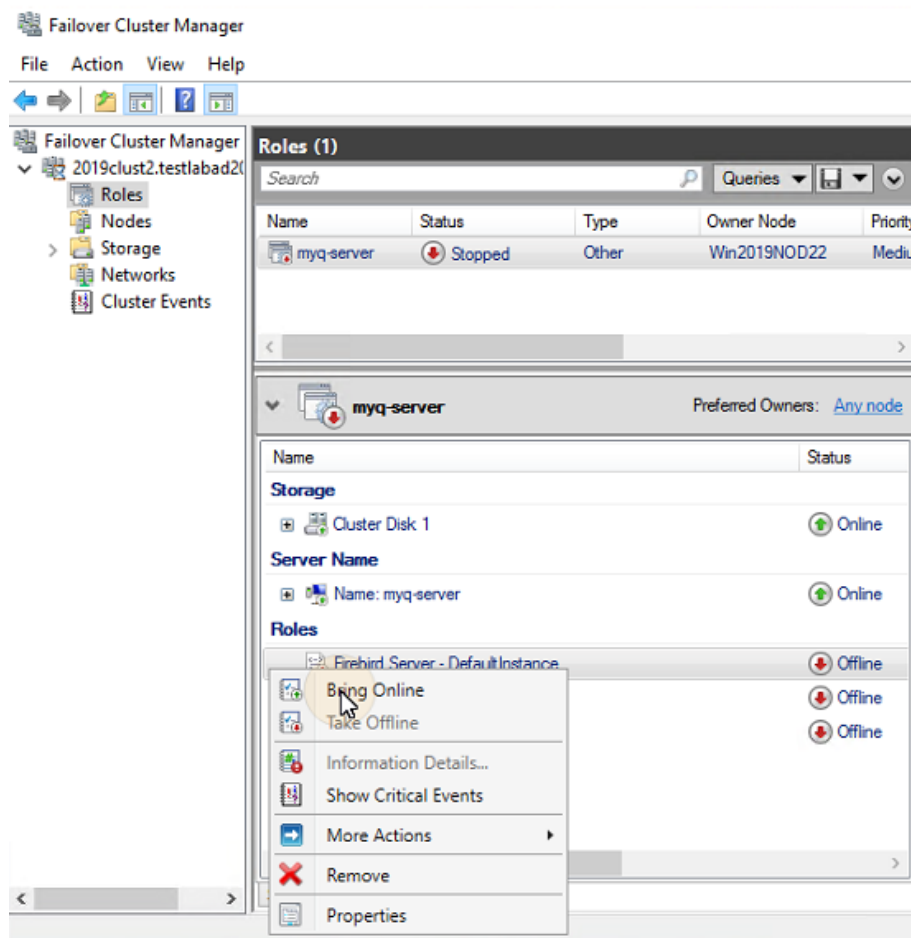 Failover Cluster Manager
File Action View Help
Failover Cluster Manager
2019clust2.testlabad2(
Roles
Nodes
Storage
Networks
Cluster Events
Roles (1)
Search
Queries
Name Status Type Owner Node Priority
myq-server Stopped Other Win2019NOD22 Mediu
myq-server Preferred Owners: Any node
Name Status
Storage
Cluster Disk 1 Online
Server Name
Name: myq-server Online
Roles
Firebird Server - DefaultInstance Offline
Offline
Offline
Bring Online
Take Offline
Information Details...
Show Critical Events
More Actions
Remove
Properties